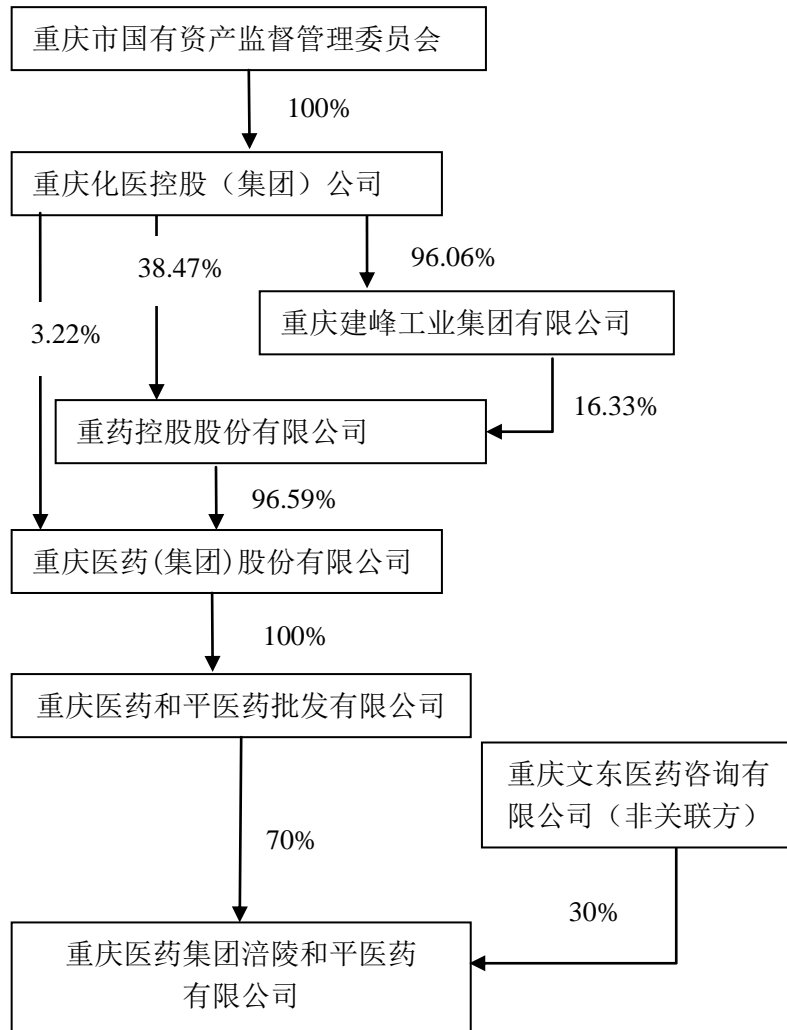 重庆市国有资产监督管理委员会
100%
重庆化医控股（集团）公司
38.47%
96.06%
3.22%
重庆建峰工业集团有限公司
16.33%
重药控股股份有限公司
96.59%
重庆医药(集团)股份有限公司
100%
重庆医药和平医药批发有限公司
重庆文东医药咨询有
限公司（非关联方）
70%
30%
重庆医药集团涪陵和平医药
有限公司